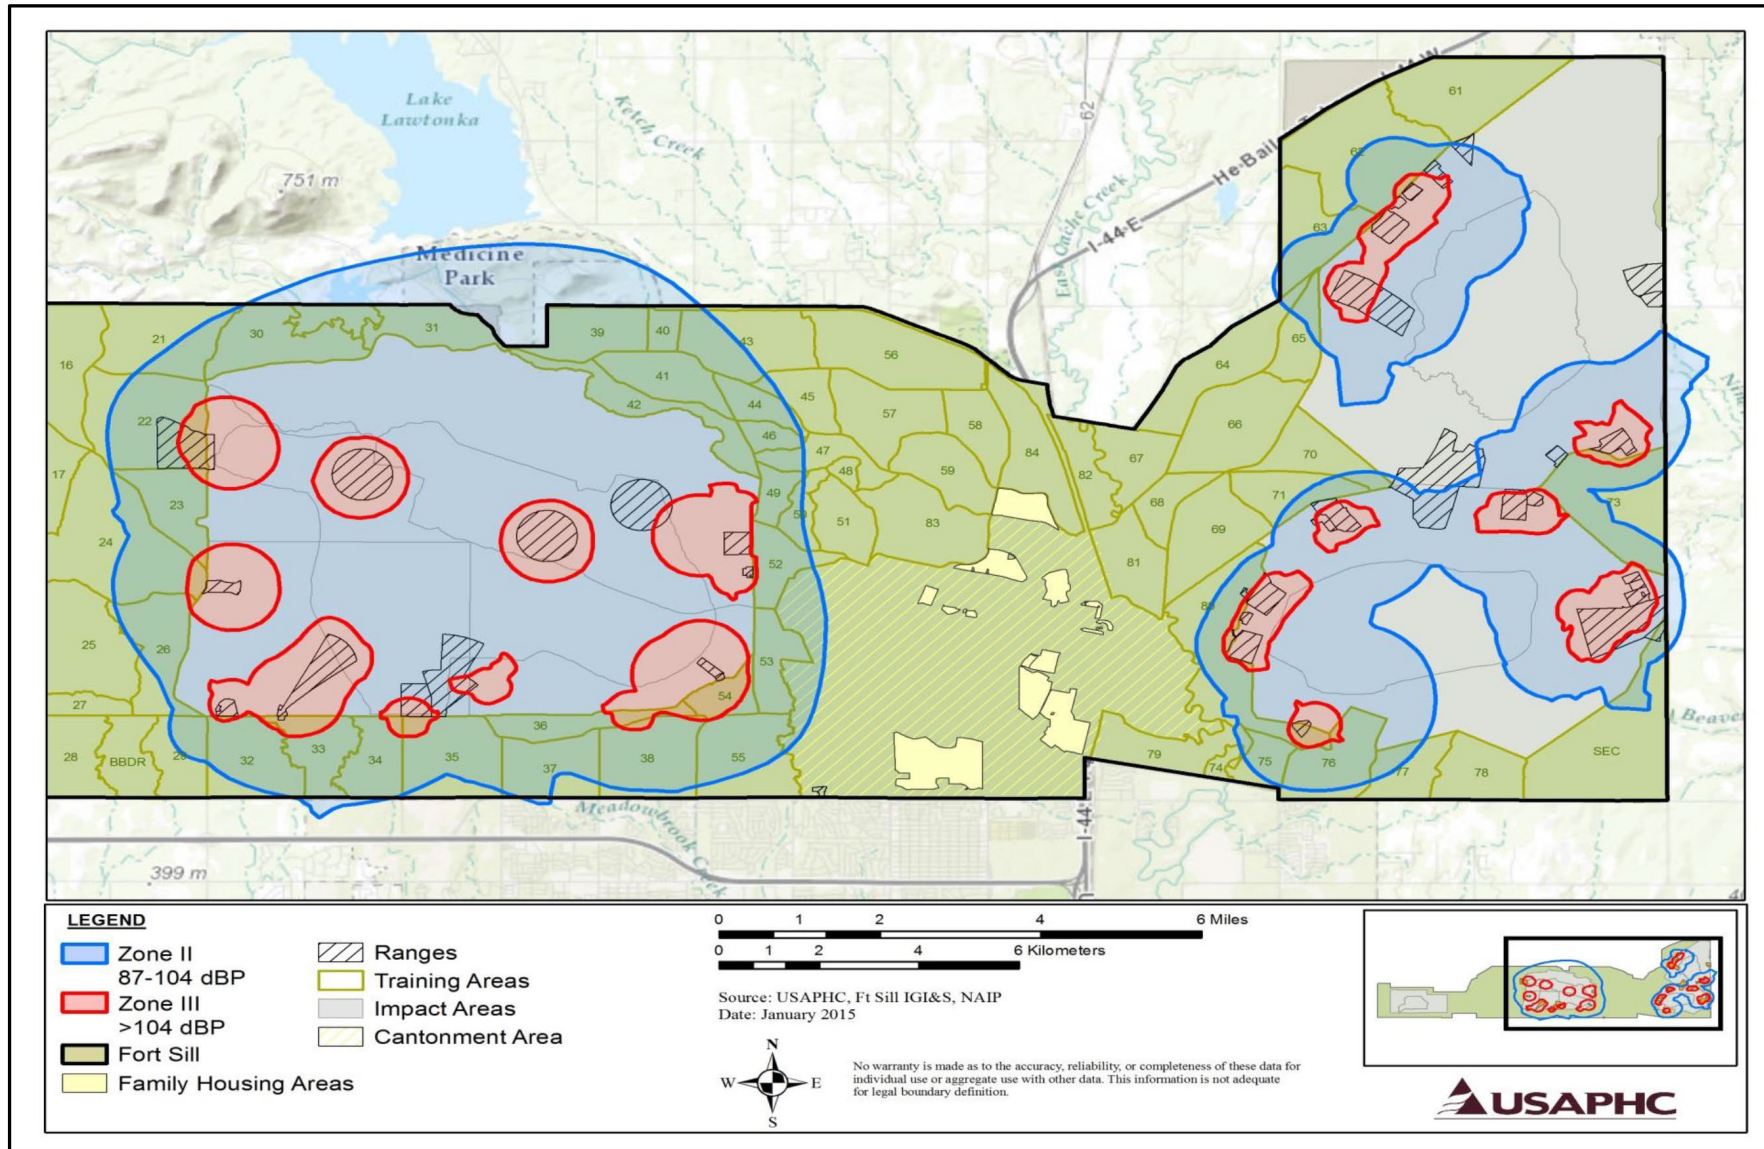 Lake
Lawtonka
Ketch Creek
62
East Cache Creek
He-Bail
I-44-W
I-44-E
751 m
Medicine
Park
61
62
63
64
65
66
67
68
69
70
71
73
16
21
30
31
39
40
43
56
41
42
44
45
46
47
48
49
50
51
52
53
54
55
57
58
59
84
82
83
81
80
22
17
23
24
25
26
27
28
BBDR
29
32
33
34
35
36
37
38
79
74
75
76
77
78
SEC
Beaver
Meadowbrook Creek
I-44
399 m
LEGEND
Zone II
87-104 dBP
Zone III
>104 dBP
Fort Sill
Family Housing Areas
Ranges
Training Areas
Impact Areas
Cantonment Area
0 1 2 4 6 Miles
0 1 2 4 6 Kilometers
Source: USAPHC, Ft Sill IGI&S, NAIP
Date: January 2015
N
W E
S
No warranty is made as to the accuracy, reliability, or completeness of these data for
individual use or aggregate use with other data. This information is not adequate
for legal boundary definition.
USAPHC